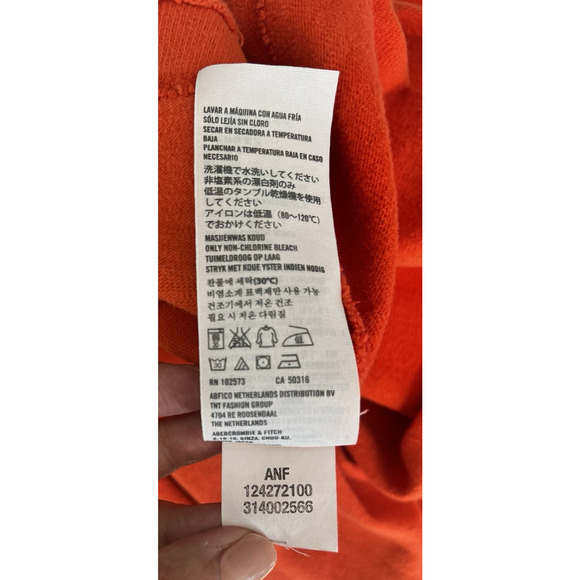 LAVAR A MÁQUINA CON AGUA FRÍA
SÓLO LEJÍA SIN CLORO
SECAR EN SECADORA A TEMPERATURA
BAJA
PLANCHAR A TEMPERATURA BAJA EN CASO
NECESARIO
洗濯機で水洗いしてください
非塩素系の漂白剤のみ
低温のタンブル乾燥機を使用
してください
アイロンは低温(80〜120℃)
でおかけください
MASJIENWAS KOUD
ONLY NON-CHLORINE BLEACH
TUIMELDROOG OP LAAG
STRYK MET KOUE YSTER INDIEN NODIG
찬물에 세탁(30℃)
비염소계 표백제만 사용 가능
건조기에서 저온 건조
필요 시 저온 다림질
低
30
RN 102573 CA 50316
ABFICO NETHERLANDS DISTRIBUTION BV
TNT FASHION GROUP
4704 RE ROOSENDAAL
THE NETHERLANDS
ABERCROMBIE & FITCH
GINZA, CHUO-KU,
ANF
124272100
314002566